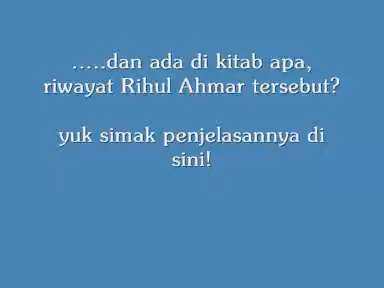 .....dan ada di kitab apa,
riwayat Rihul Ahmar tersebut?
yuk simak penjelasannya di
sini!